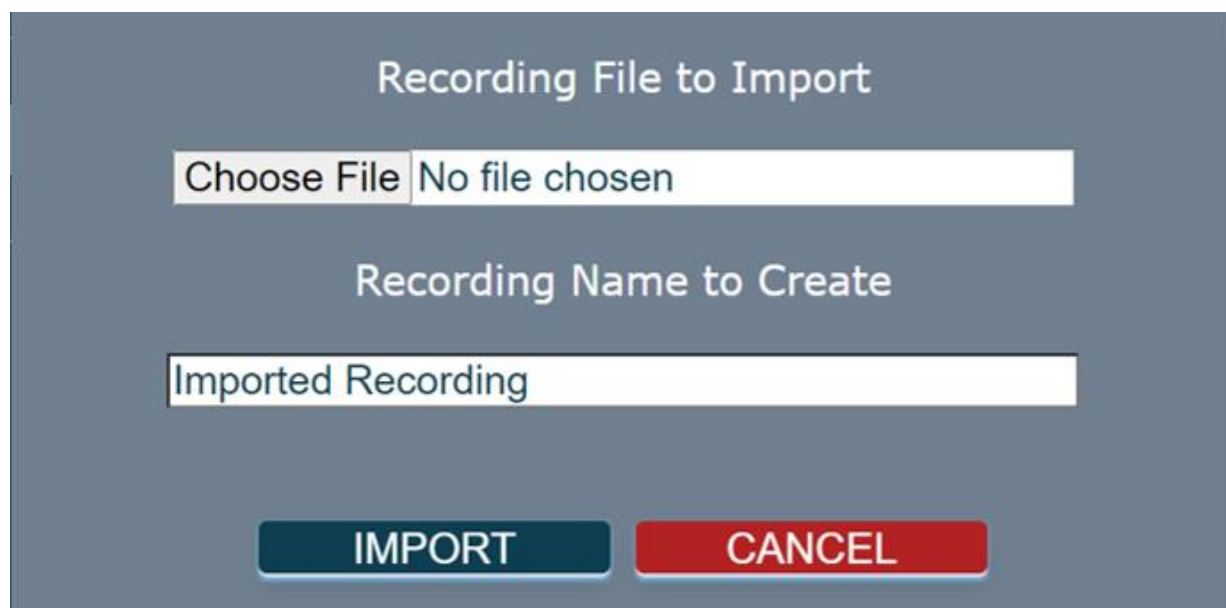 Recording File to Import
Choose File No file chosen
Recording Name to Create
Imported Recording
IMPORT CANCEL